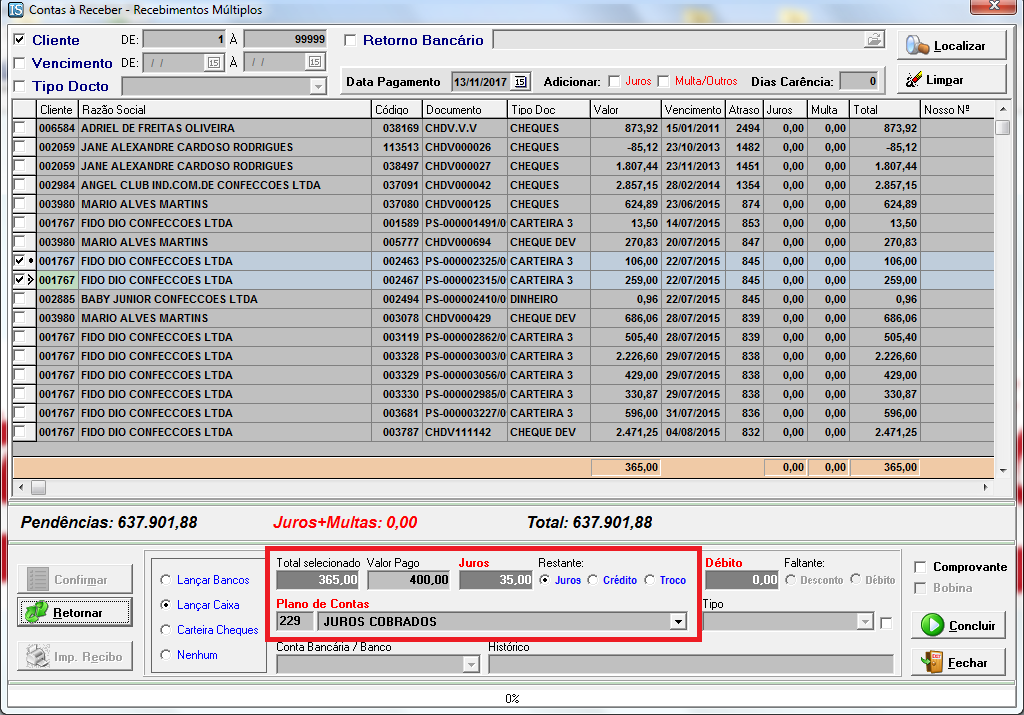 Contas à Receber - Recebimentos Múltiplos
Cliente DE: 1 À 99999 Retorno Bancário Localizar
Vencimento DE: / / 15 À / / 15
Tipo Docto Data Pagamento 13/11/2017 15 Adicionar: Juros Multa/Outros Dias Carência: 0 Limpar
Cliente Razão Social Código Documento Tipo Doc Valor Vencimento Atraso Juros Multa Total Nosso Nº
006584 ADRIEL DE FREITAS OLIVEIRA 038169 CHDV.V.V CHEQUES 873,92 15/01/2011 2494 0,00 0,00 873,92
002059 JANE ALEXANDRE CARDOSO RODRIGUES 113513 CHDV000026 CHEQUES -85,12 23/10/2013 1482 0,00 0,00 -85,12
002059 JANE ALEXANDRE CARDOSO RODRIGUES 038497 CHDV000027 CHEQUES 1.807,44 23/11/2013 1451 0,00 0,00 1.807,44
002984 ANGEL CLUB IND.COM.DE CONFECCOES LTDA 037091 CHDV000042 CHEQUES 2.857,15 28/02/2014 1354 0,00 0,00 2.857,15
003980 MARIO ALVES MARTINS 037080 CHDV000125 CHEQUES 624,89 23/06/2015 874 0,00 0,00 624,89
001767 FIDO DIO CONFECCOES LTDA 001589 PS-000001491/0 CARTEIRA 3 13,50 14/07/2015 853 0,00 0,00 13,50
003980 MARIO ALVES MARTINS 005777 CHDV000694 CHEQUE DEV 270,83 20/07/2015 847 0,00 0,00 270,83
001767 FIDO DIO CONFECCOES LTDA 002463 PS-000002325/0 CARTEIRA 3 106,00 22/07/2015 845 0,00 0,00 106,00
001767 FIDO DIO CONFECCOES LTDA 002467 PS-000002315/0 CARTEIRA 3 259,00 22/07/2015 845 0,00 0,00 259,00
002885 BABY JUNIOR CONFECCOES LTDA 002494 PS-000002410/0 DINHEIRO 0,96 22/07/2015 845 0,00 0,00 0,96
003980 MARIO ALVES MARTINS 003078 CHDV000429 CHEQUE DEV 686,06 28/07/2015 839 0,00 0,00 686,06
001767 FIDO DIO CONFECCOES LTDA 003119 PS-000002862/0 CARTEIRA 3 505,40 28/07/2015 839 0,00 0,00 505,40
001767 FIDO DIO CONFECCOES LTDA 003328 PS-000003003/0 CARTEIRA 3 2.226,60 29/07/2015 838 0,00 0,00 2.226,60
001767 FIDO DIO CONFECCOES LTDA 003329 PS-000003056/0 CARTEIRA 3 429,00 29/07/2015 838 0,00 0,00 429,00
001767 FIDO DIO CONFECCOES LTDA 003330 PS-000002985/0 CARTEIRA 3 330,87 29/07/2015 838 0,00 0,00 330,87
001767 FIDO DIO CONFECCOES LTDA 003681 PS-000003227/0 CARTEIRA 3 596,00 31/07/2015 836 0,00 0,00 596,00
001767 FIDO DIO CONFECCOES LTDA 003787 CHDV111142 CHEQUE DEV 2.471,25 04/08/2015 832 0,00 0,00 2.471,25
365,00 0,00 0,00 365,00
Pendências: 637.901,88 Juros+Multas: 0,00 Total: 637.901,88
Total selecionado Valor Pago Juros Restante: Débito Faltante: Comprovante
Confirmar Lançar Bancos 365,00 400,00 35,00 Juros Crédito Troco 0,00 Desconto Débito Bobina
Retornar Lançar Caixa Plano de Contas Tipo
229 JUROS COBRADOS
Carteira Cheques Concluir
Imp. Recibo Nenhum Conta Bancária / Banco Histórico
Fechar
0%